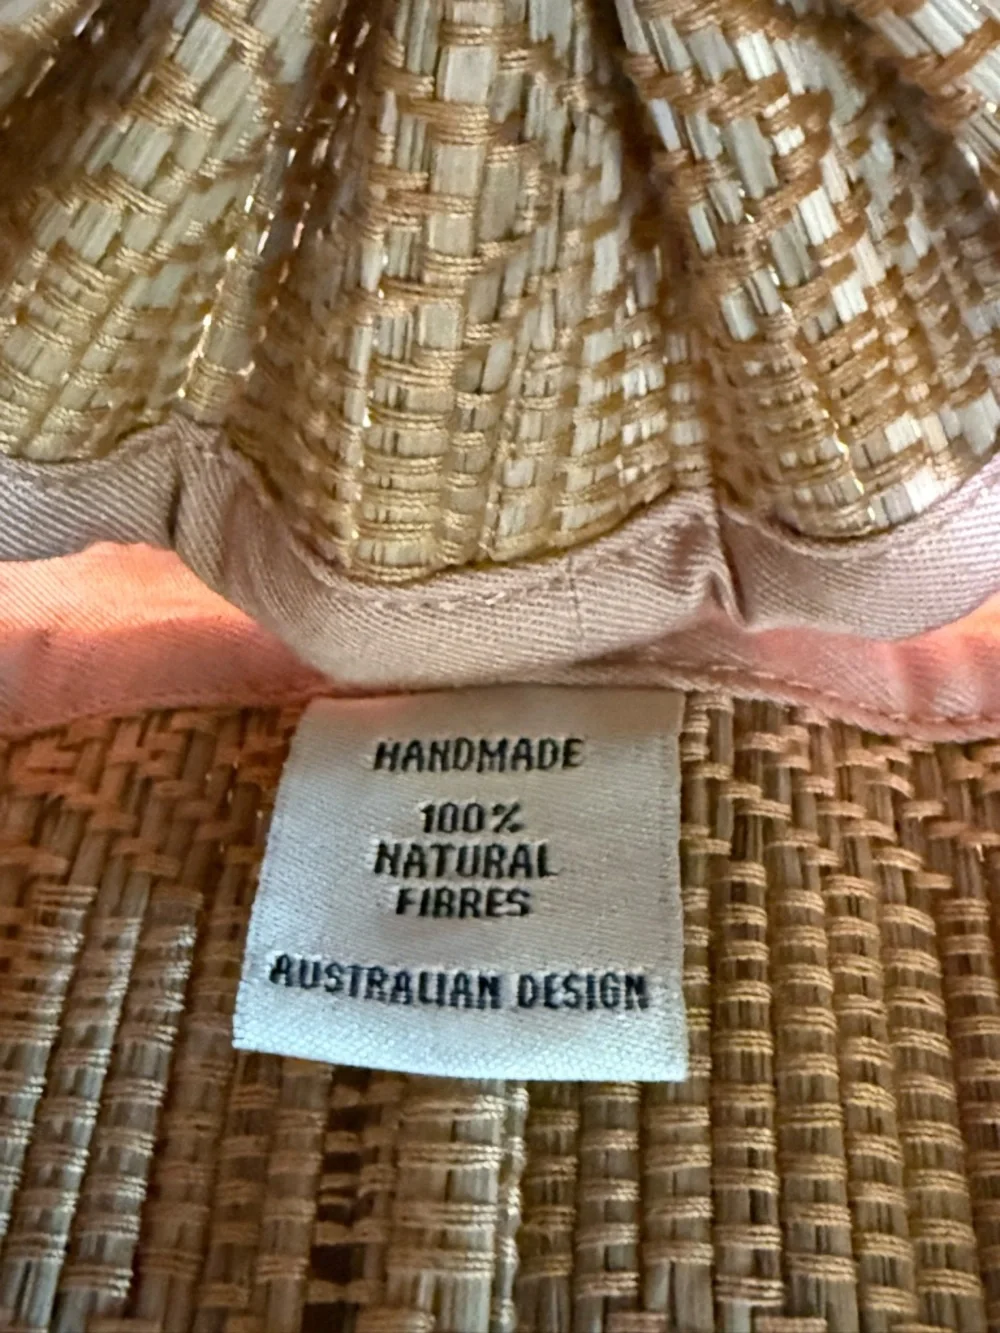 HANDMADE
100%
NATURAL
FIBRES
AUSTRALIAN DESIGN